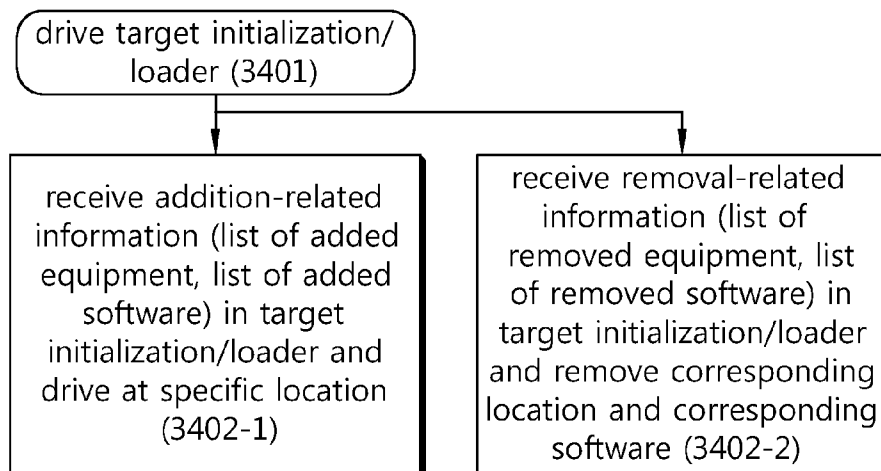 drive target initialization/
loader (3401)
receive addition-related
information (list of added
equipment, list of added
software) in target
initialization/loader and
drive at specific location
(3402-1)
receive removal-related
information (list of
removed equipment, list
of removed software) in
target initialization/loader
and remove corresponding
location and corresponding
software (3402-2)